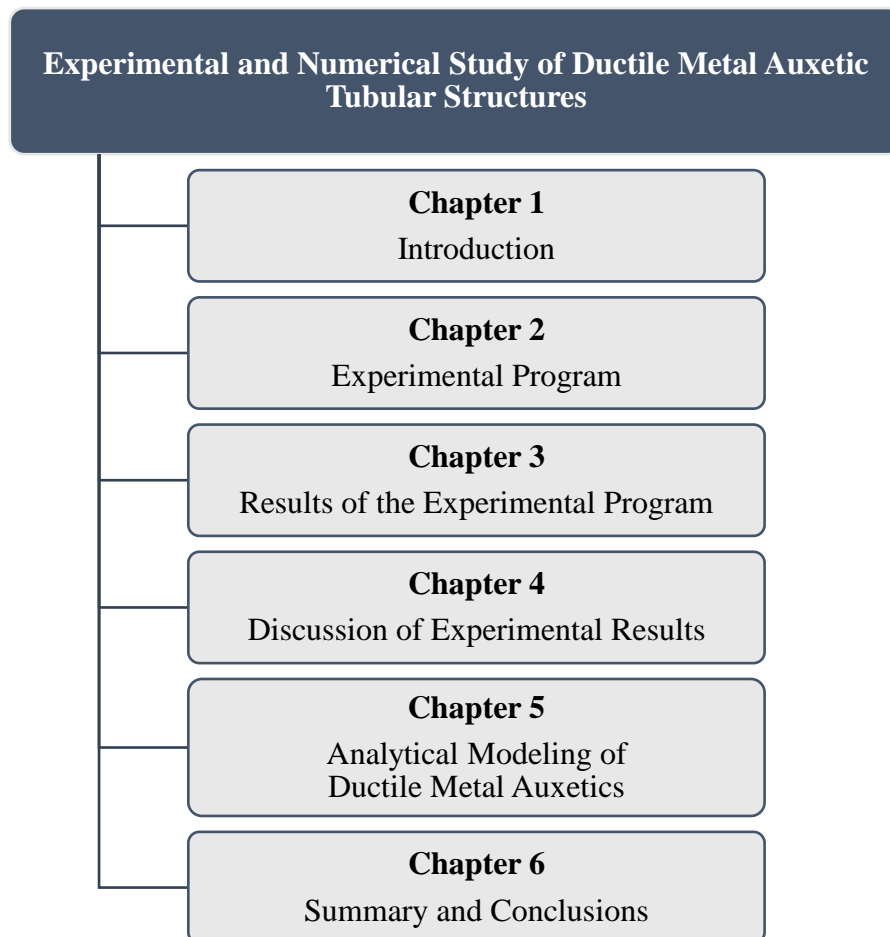 Experimental and Numerical Study of Ductile Metal Auxetic
Tubular Structures
Chapter 1
Introduction
Chapter 2
Experimental Program
Chapter 3
Results of the Experimental Program
Chapter 4
Discussion of Experimental Results
Chapter 5
Analytical Modeling of
Ductile Metal Auxetics
Chapter 6
Summary and Conclusions